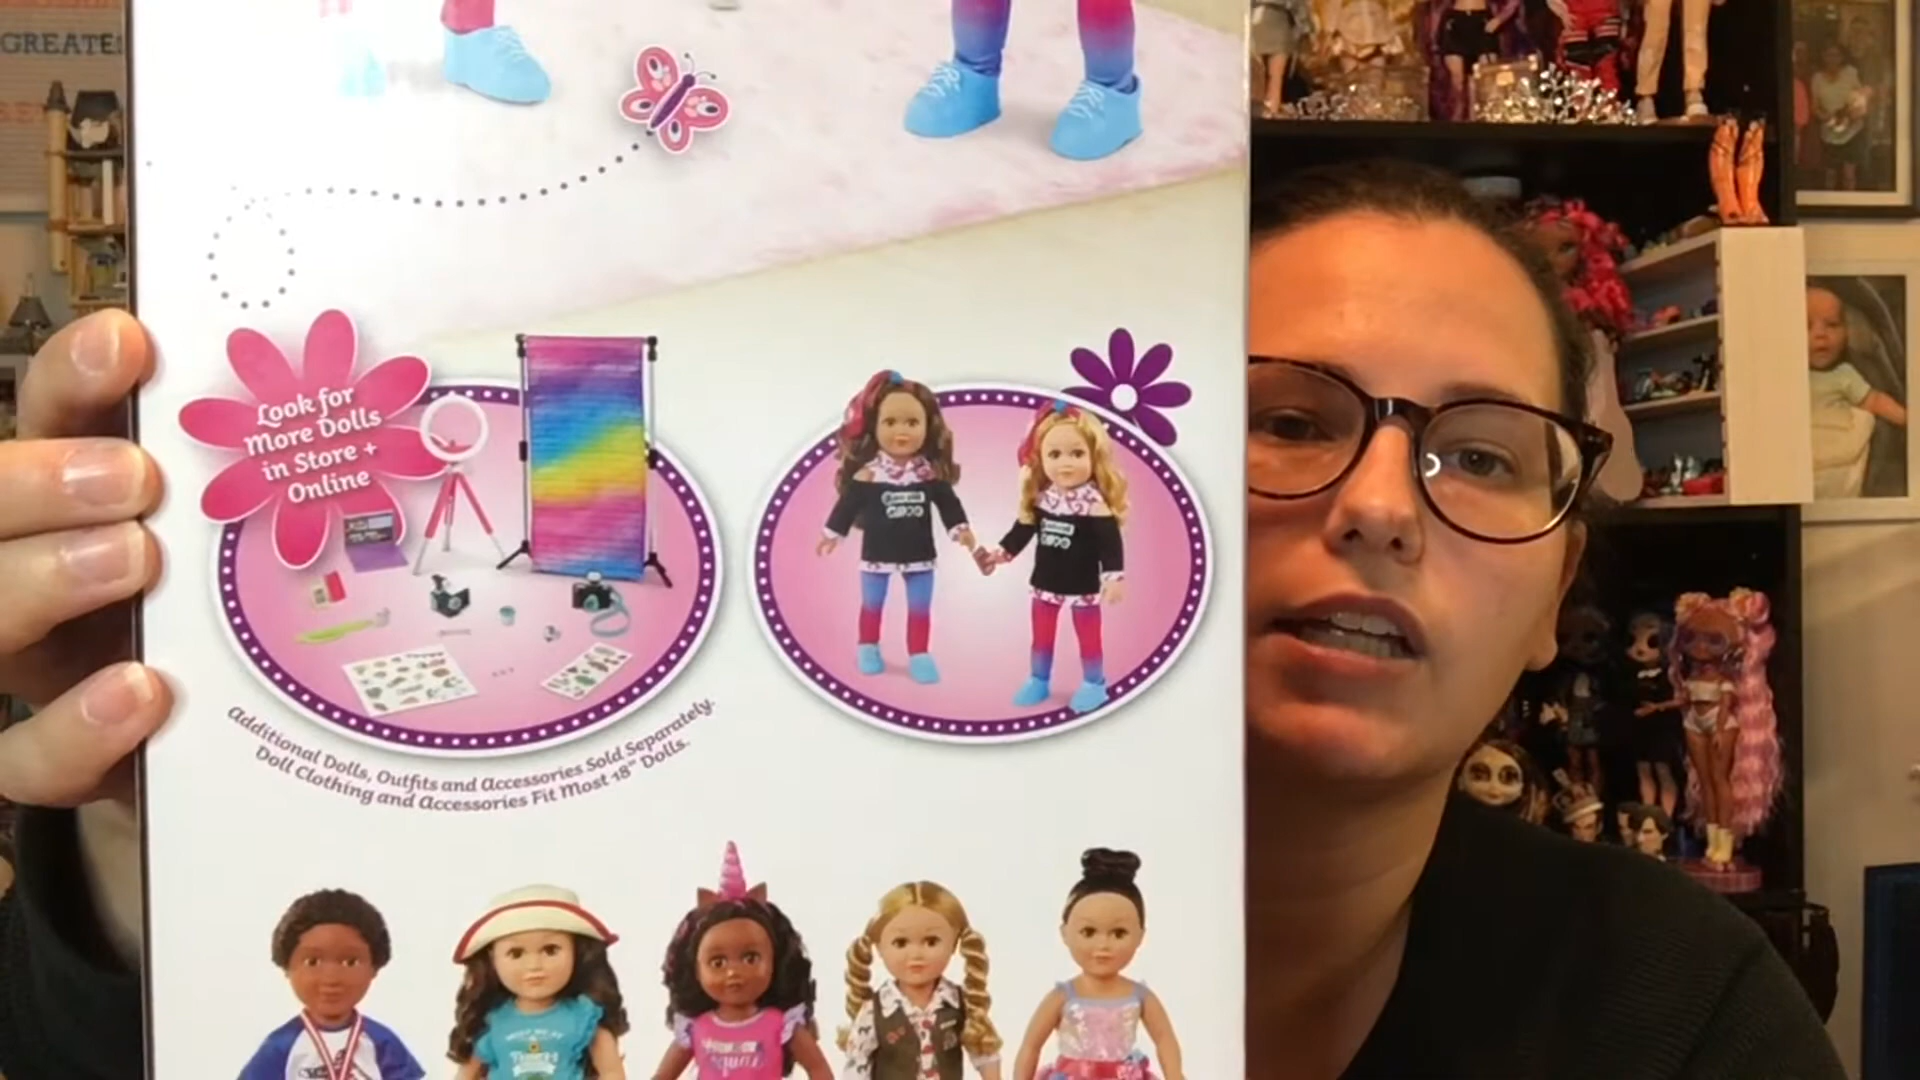 GREATE
Look for
More Dolls
in Store +
Online
Additional Dolls, Outfits and Accessories Sold Separately.
Doll Clothing and Accessories Fit Most 18" Dolls.